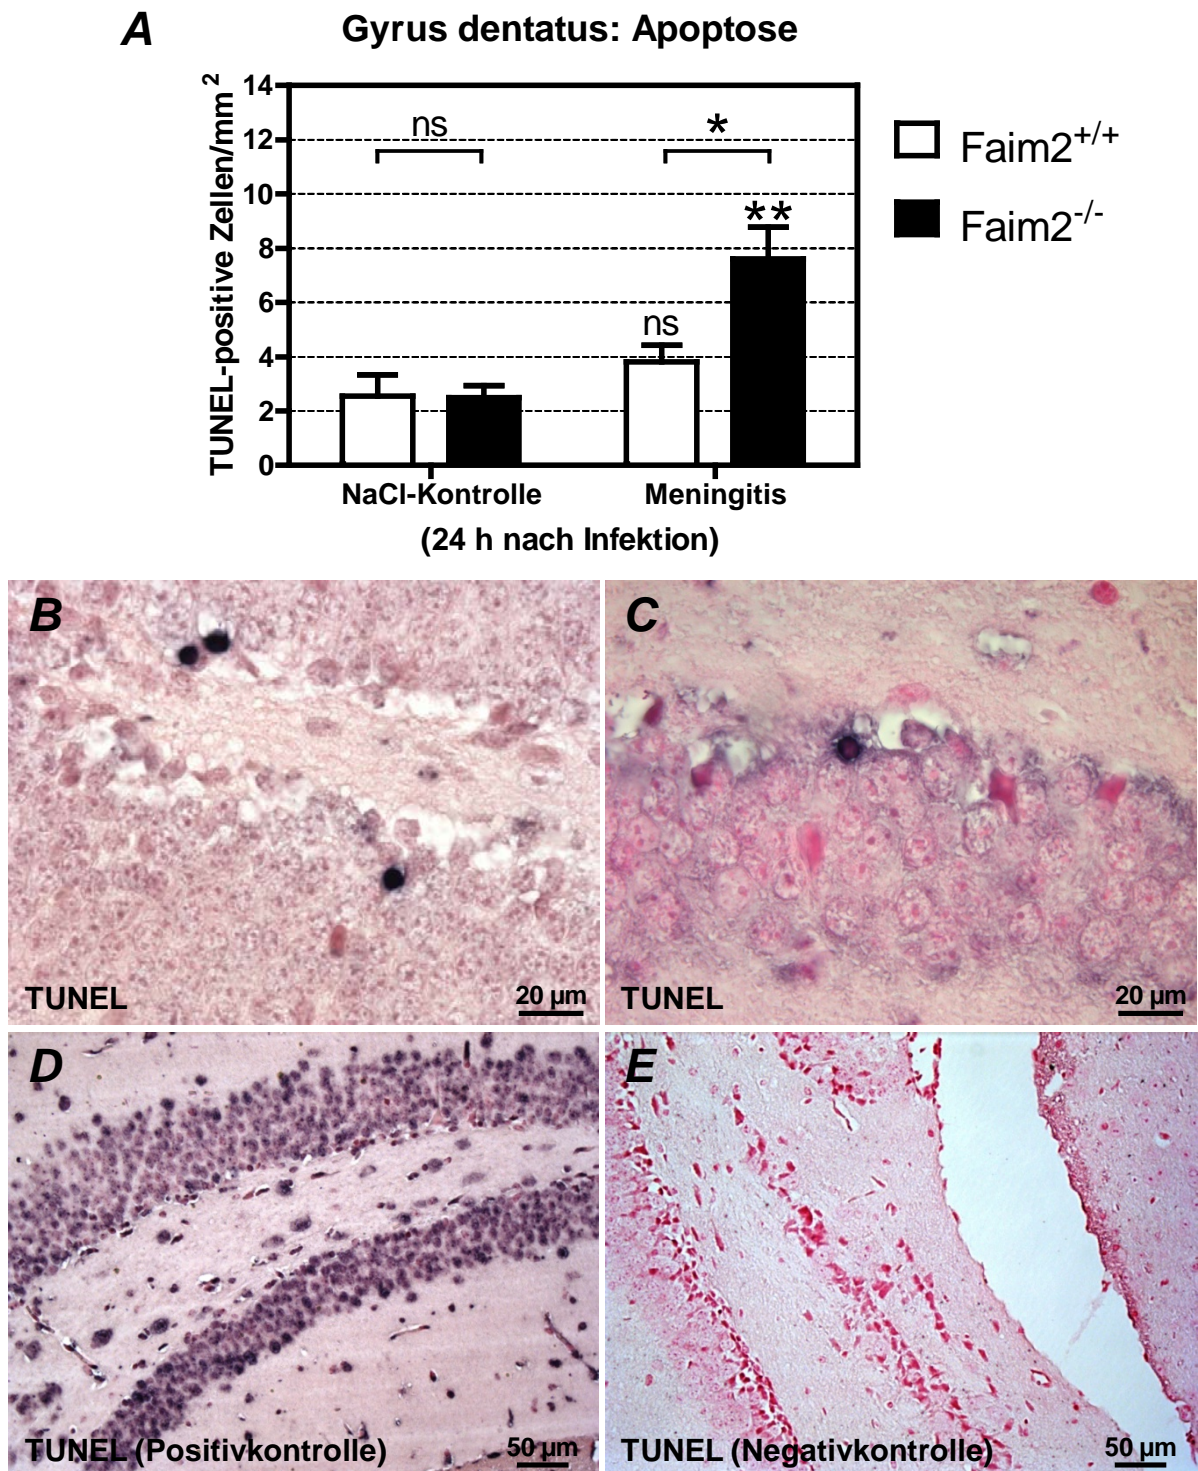 A
Gyrus dentatus: Apoptose
TUNEL-positive Zellen/mm²
14
12
10
8
6
4
2
0
ns
*
ns
**
Faim2+/+
Faim2-/-
NaCl-Kontrolle
Meningitis
(24 h nach Infektion)
B
TUNEL
20 µm
C
TUNEL
20 µm
D
TUNEL (Positivkontrolle)
50 µm
E
TUNEL (Negativkontrolle)
50 µm